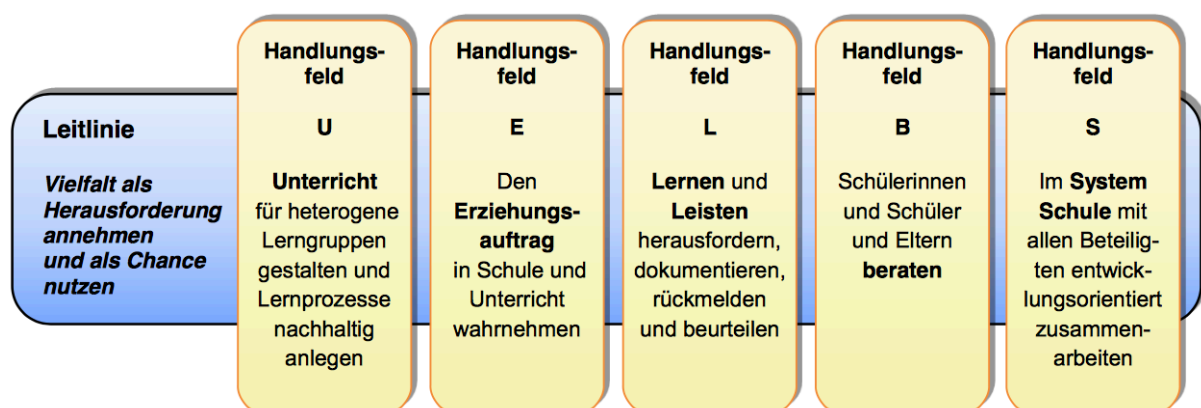 Leitlinie
Vielfalt als
Herausforderung
annehmen
und als Chance
nutzen
Handlungs-
feld
U
Unterricht
für heterogene
Lerngruppen
gestalten und
Lernprozesse
nachhaltig
anlegen
Handlungs-
feld
E
Den
Erziehungs-
auftrag
in Schule und
Unterricht
wahrnehmen
Handlungs-
feld
L
Lernen und
Leisten
herausfordern,
dokumentieren,
rückmelden
und beurteilen
Handlungs-
feld
B
Schülerinnen
und Schüler
und Eltern
beraten
Handlungs-
feld
S
Im System
Schule mit
allen Beteilig-
ten entwick-
lungsorientiert
zusammen-
arbeiten